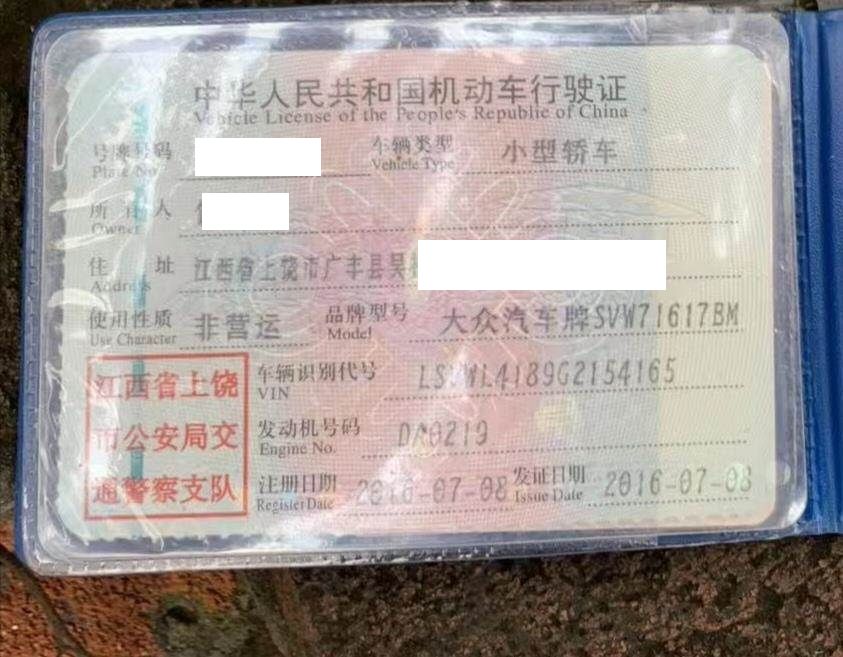 中华人民共和国机动车行驶证
Vehicle License of the People's Republic of China
号牌号码
Plate No.
车辆类型 小型轿车
Vehicle Type
所有人
Owner
住址 江西省上饶市广丰县吴
Address
使用性质 非营运 品牌型号 大众汽车牌SVW71617BM
Use Character Model
江西省上饶
市公安局交
通警察支队
车辆识别代号
VIN
发动机号码
Engine No.
注册日期 2016-07-08 发证日期 2016-07-08
Register Date Issue Date